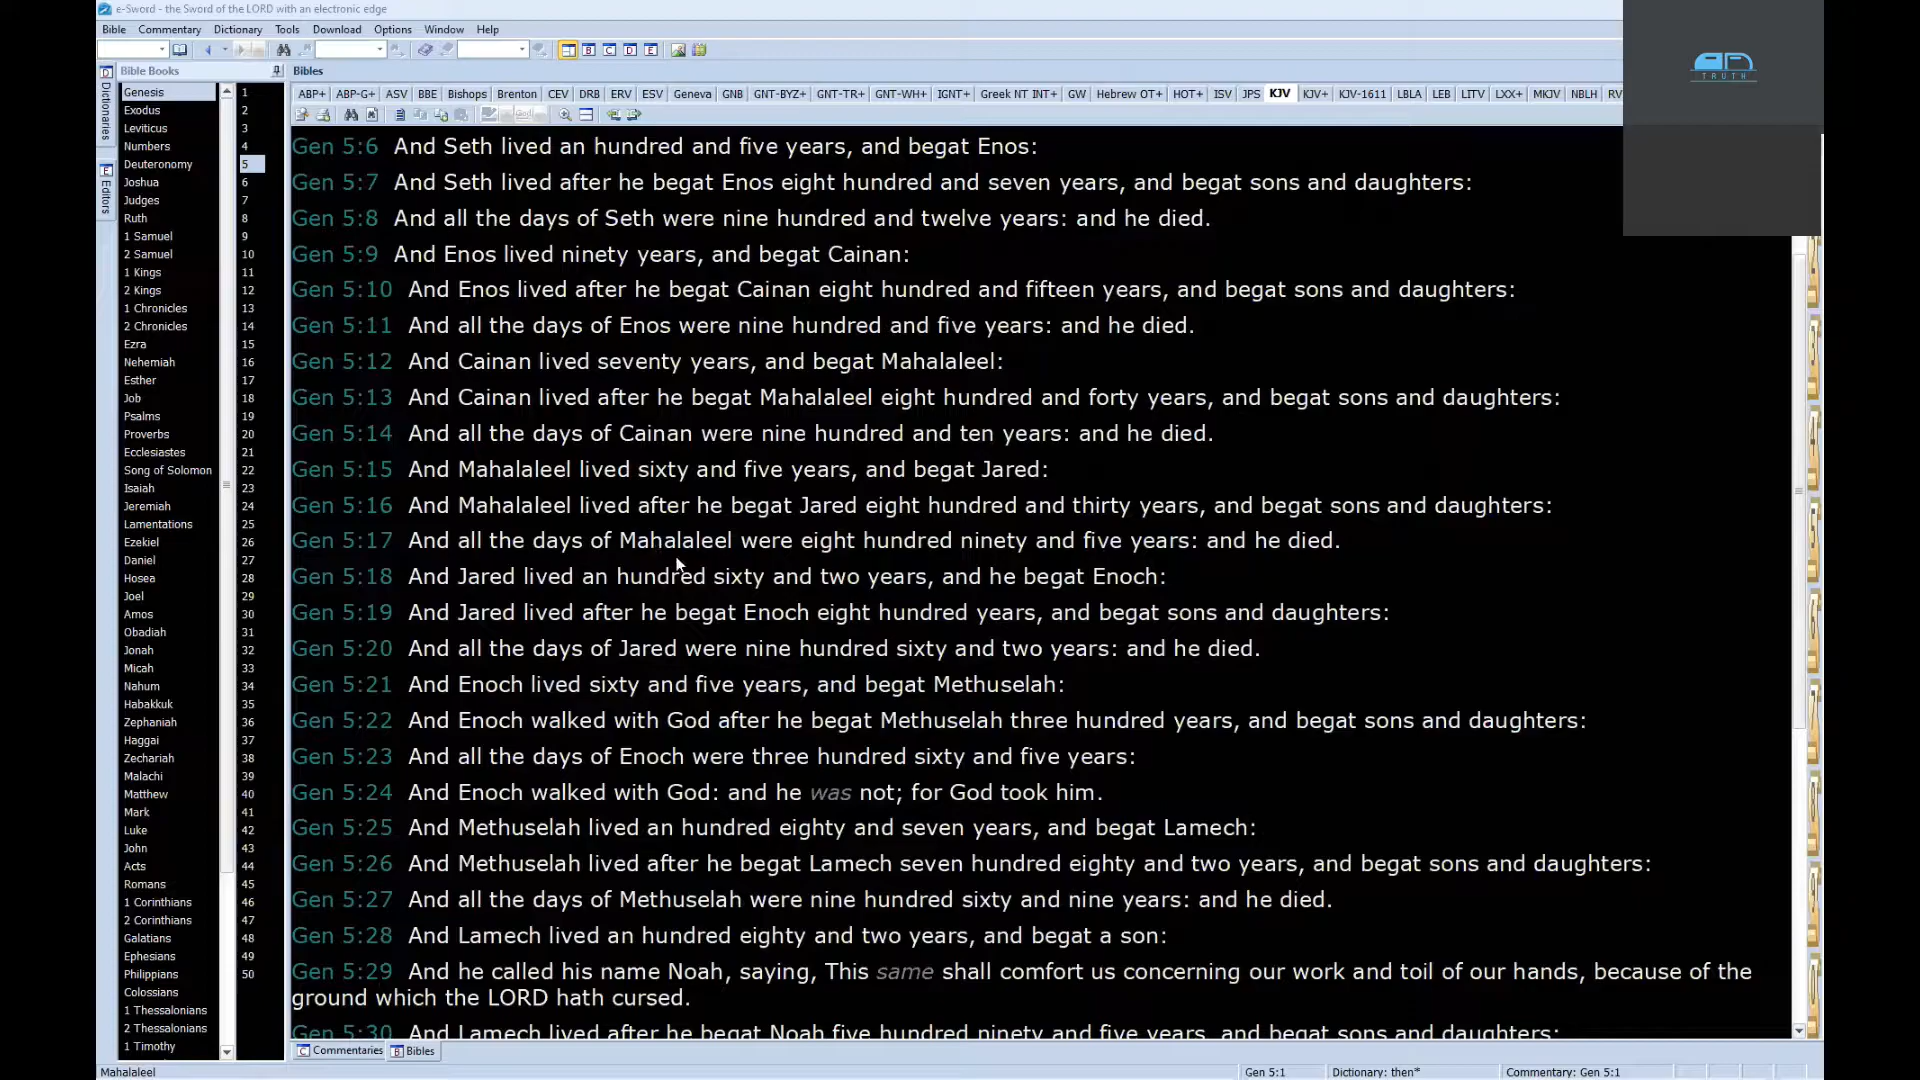 e-Sword - the Sword of the LORD with an electronic edge
Bible Commentary Dictionary Tools Download Options Window Help
Bible Books
Bibles
TRUTH
Dictionaries
Editors
ABP+ ABP-G+ ASV BBE Bishops Brenton CEV DRB ERV ESV Geneva GNB GNT-BYZ+ GNT-TR+ GNT-WH+ IGNT+ Greek NT INT+ GW Hebrew OT+ HOT+ ISV JPS KJV KJV+ KJV-1611 LBLA LEB LITV LXX+ MKJV NBLH RV
Genesis 1
Exodus 2
Leviticus 3
Numbers 4
Deuteronomy 5
Joshua 6
Judges 7
Ruth 8
1 Samuel 9
2 Samuel 10
1 Kings 11
2 Kings 12
1 Chronicles 13
2 Chronicles 14
Ezra 15
Nehemiah 16
Esther 17
Job 18
Psalms 19
Proverbs 20
Ecclesiastes 21
Song of Solomon 22
Isaiah 23
Jeremiah 24
Lamentations 25
Ezekiel 26
Daniel 27
Hosea 28
Joel 29
Amos 30
Obadiah 31
Jonah 32
Micah 33
Nahum 34
Habakkuk 35
Zephaniah 36
Haggai 37
Zechariah 38
Malachi 39
Matthew 40
Mark 41
Luke 42
John 43
Acts 44
Romans 45
1 Corinthians 46
2 Corinthians 47
Galatians 48
Ephesians 49
Philippians 50
Colossians
1 Thessalonians
2 Thessalonians
1 Timothy
Gen 5:6 And Seth lived an hundred and five years, and begat Enos:
Gen 5:7 And Seth lived after he begat Enos eight hundred and seven years, and begat sons and daughters:
Gen 5:8 And all the days of Seth were nine hundred and twelve years: and he died.
Gen 5:9 And Enos lived ninety years, and begat Cainan:
Gen 5:10 And Enos lived after he begat Cainan eight hundred and fifteen years, and begat sons and daughters:
Gen 5:11 And all the days of Enos were nine hundred and five years: and he died.
Gen 5:12 And Cainan lived seventy years, and begat Mahalaleel:
Gen 5:13 And Cainan lived after he begat Mahalaleel eight hundred and forty years, and begat sons and daughters:
Gen 5:14 And all the days of Cainan were nine hundred and ten years: and he died.
Gen 5:15 And Mahalaleel lived sixty and five years, and begat Jared:
Gen 5:16 And Mahalaleel lived after he begat Jared eight hundred and thirty years, and begat sons and daughters:
Gen 5:17 And all the days of Mahalaleel were eight hundred ninety and five years: and he died.
Gen 5:18 And Jared lived an hundred sixty and two years, and he begat Enoch:
Gen 5:19 And Jared lived after he begat Enoch eight hundred years, and begat sons and daughters:
Gen 5:20 And all the days of Jared were nine hundred sixty and two years: and he died.
Gen 5:21 And Enoch lived sixty and five years, and begat Methuselah:
Gen 5:22 And Enoch walked with God after he begat Methuselah three hundred years, and begat sons and daughters:
Gen 5:23 And all the days of Enoch were three hundred sixty and five years:
Gen 5:24 And Enoch walked with God: and he was not; for God took him.
Gen 5:25 And Methuselah lived an hundred eighty and seven years, and begat Lamech:
Gen 5:26 And Methuselah lived after he begat Lamech seven hundred eighty and two years, and begat sons and daughters:
Gen 5:27 And all the days of Methuselah were nine hundred sixty and nine years: and he died.
Gen 5:28 And Lamech lived an hundred eighty and two years, and begat a son:
Gen 5:29 And he called his name Noah, saying, This same shall comfort us concerning our work and toil of our hands, because of the
ground which the LORD hath cursed.
Gen 5:30 And Lamech lived after he begat Noah five hundred ninety and five years, and begat sons and daughters:
Commentaries Bibles
Mahalaleel Gen 5:1 Dictionary: then* Commentary: Gen 5:1